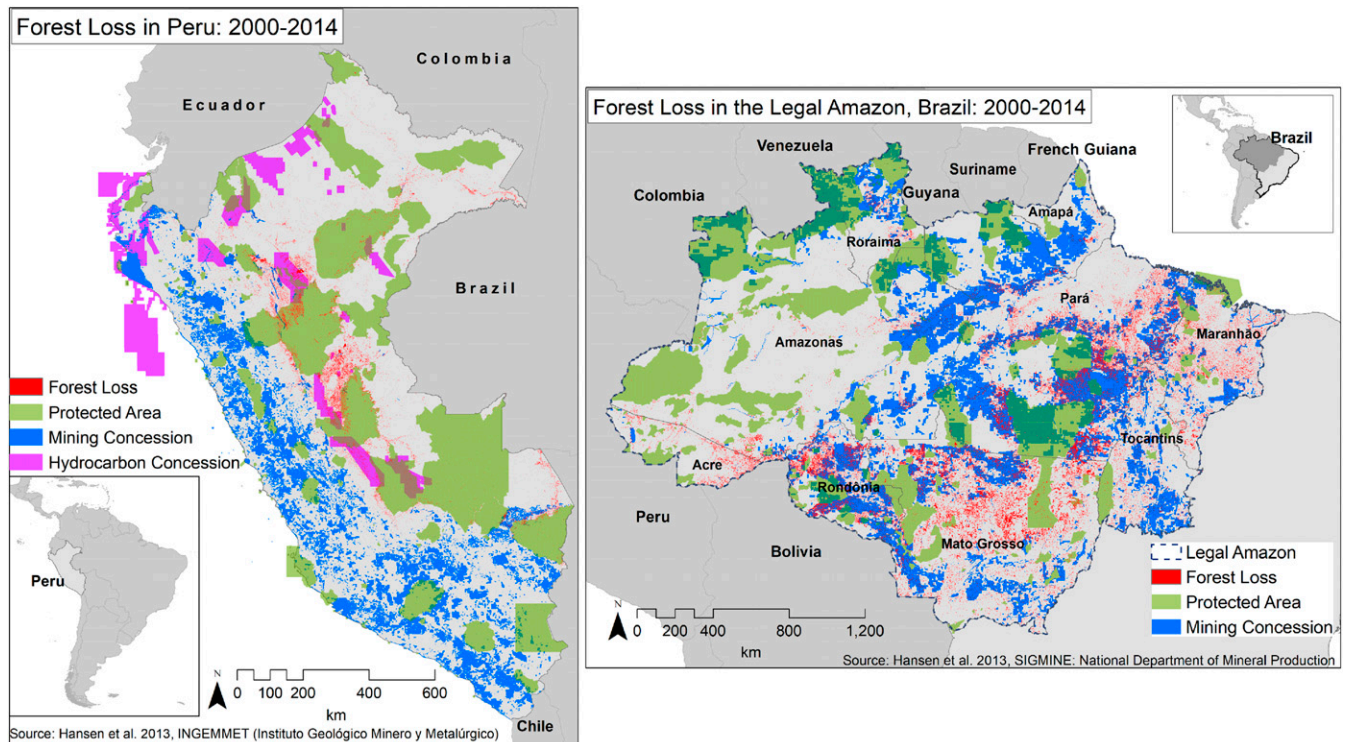 Forest Loss in Peru: 2000-2014
Colombia
Ecuador
Brazil
Forest Loss
Protected Area
Mining Concession
Hydrocarbon Concession
Peru
N
0 100 200 400 600
km
Chile
Source: Hansen et al. 2013, INGEMMET (Instituto Geológico Minero y Metalúrgico)
Forest Loss in the Legal Amazon, Brazil: 2000-2014
Brazil
Venezuela
Suriname
French Guiana
Colombia
Guyana
Amapá
Roraima
Pará
Maranhão
Amazonas
Tocantins
Acre
Rondônia
Peru
Mato Grosso
Bolivia
Legal Amazon
Forest Loss
Protected Area
Mining Concession
N
0 200 400 800 1,200
km
Source: Hansen et al. 2013, SIGMINE: National Department of Mineral Production